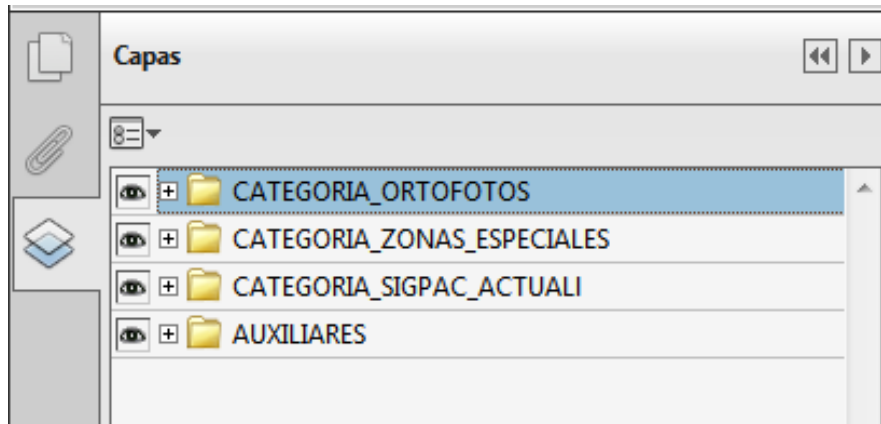 Capas
CATEGORIA_ORTOFOTOS
CATEGORIA_ZONAS_ESPECIALES
CATEGORIA_SIGPAC_ACTUALI
AUXILIARES